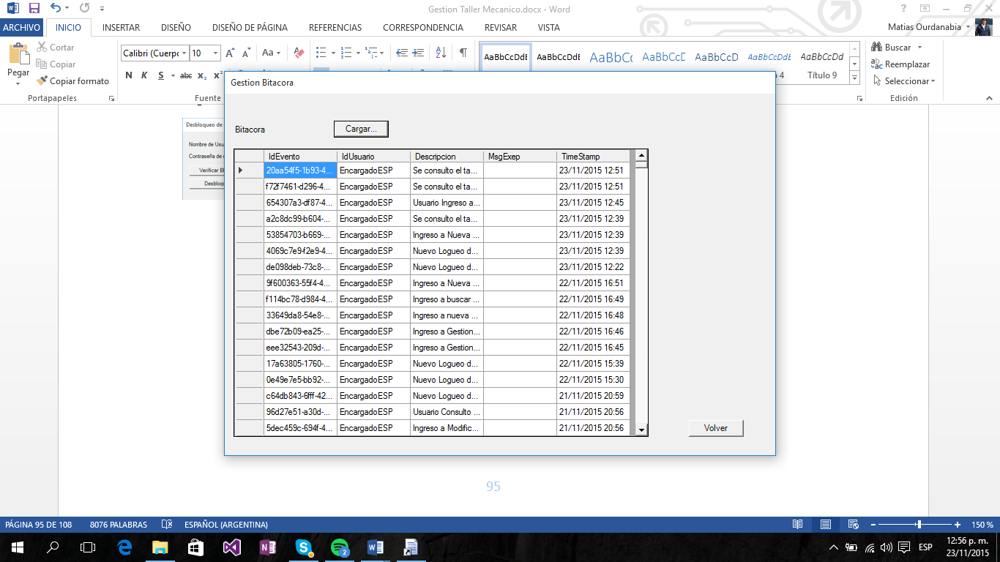 Gestion Taller Mecanico.docx - Word
ARCHIVO INICIO INSERTAR DISEÑO DISEÑO DE PÁGINA REFERENCIAS CORRESPONDENCIA REVISAR VISTA Matias Ourdanabia
Pegar
Cortar
Copiar
Copiar formato
Portapapeles
Calibri (Cuerpo 10
N K S abc x₂ x²
Fuente
AaBbCcDdE AaBbCcDdE AaBbCc AaBbCcD AaBbCcD AaBbCcDdE AaBbCcDd
4 Título 9
Buscar
Reemplazar
Seleccionar
Edición
Desbloqueo de
Nombre de Usu
Contraseña de
Verificar Bl
Desbloqu
Gestion Bitacora
Bitacora Cargar...
IdEvento IdUsuario Descripcion MsgExep TimeStamp
20aa54f5-1b93-4... EncargadoESP Se consulto el ta... 23/11/2015 12:51
f72f7461-d296-4... EncargadoESP Se consulto el ta... 23/11/2015 12:51
654307a3-df87-4... EncargadoESP Usuario Ingreso a... 23/11/2015 12:45
a2c8dc99-b604-... EncargadoESP Se consulto el ta... 23/11/2015 12:39
53854703-b669-... EncargadoESP Ingreso a Nueva ... 23/11/2015 12:39
4069c7e9-f2e9-4... EncargadoESP Nuevo Logueo d... 23/11/2015 12:39
de098deb-73c8-... EncargadoESP Nuevo Logueo d... 23/11/2015 12:22
9f600363-55f4-4... EncargadoESP Ingreso a Nueva ... 22/11/2015 16:51
f114bc78-d984-4... EncargadoESP Ingreso a buscar ... 22/11/2015 16:49
33649da8-54e8-... EncargadoESP Ingreso a nueva ... 22/11/2015 16:48
dbe72b09-ea25-... EncargadoESP Ingreso a Gestion... 22/11/2015 16:46
eee32543-209d-... EncargadoESP Ingreso a Gestion... 22/11/2015 16:45
17a63805-1760-... EncargadoESP Nuevo Logueo d... 22/11/2015 15:39
0e49e7e5-bb92-... EncargadoESP Nuevo Logueo d... 22/11/2015 15:30
c64db843-6fff-42... EncargadoESP Nuevo Logueo d... 21/11/2015 20:59
96d27e51-a30d-... EncargadoESP Usuario Consulto ... 21/11/2015 20:56
5dec459c-694f-4... EncargadoESP Ingreso a Modific... 21/11/2015 20:56
Volver
95
PÁGINA 95 DE 108 8076 PALABRAS ESPAÑOL (ARGENTINA) 150 %
ESP
12:56 p. m.
23/11/2015